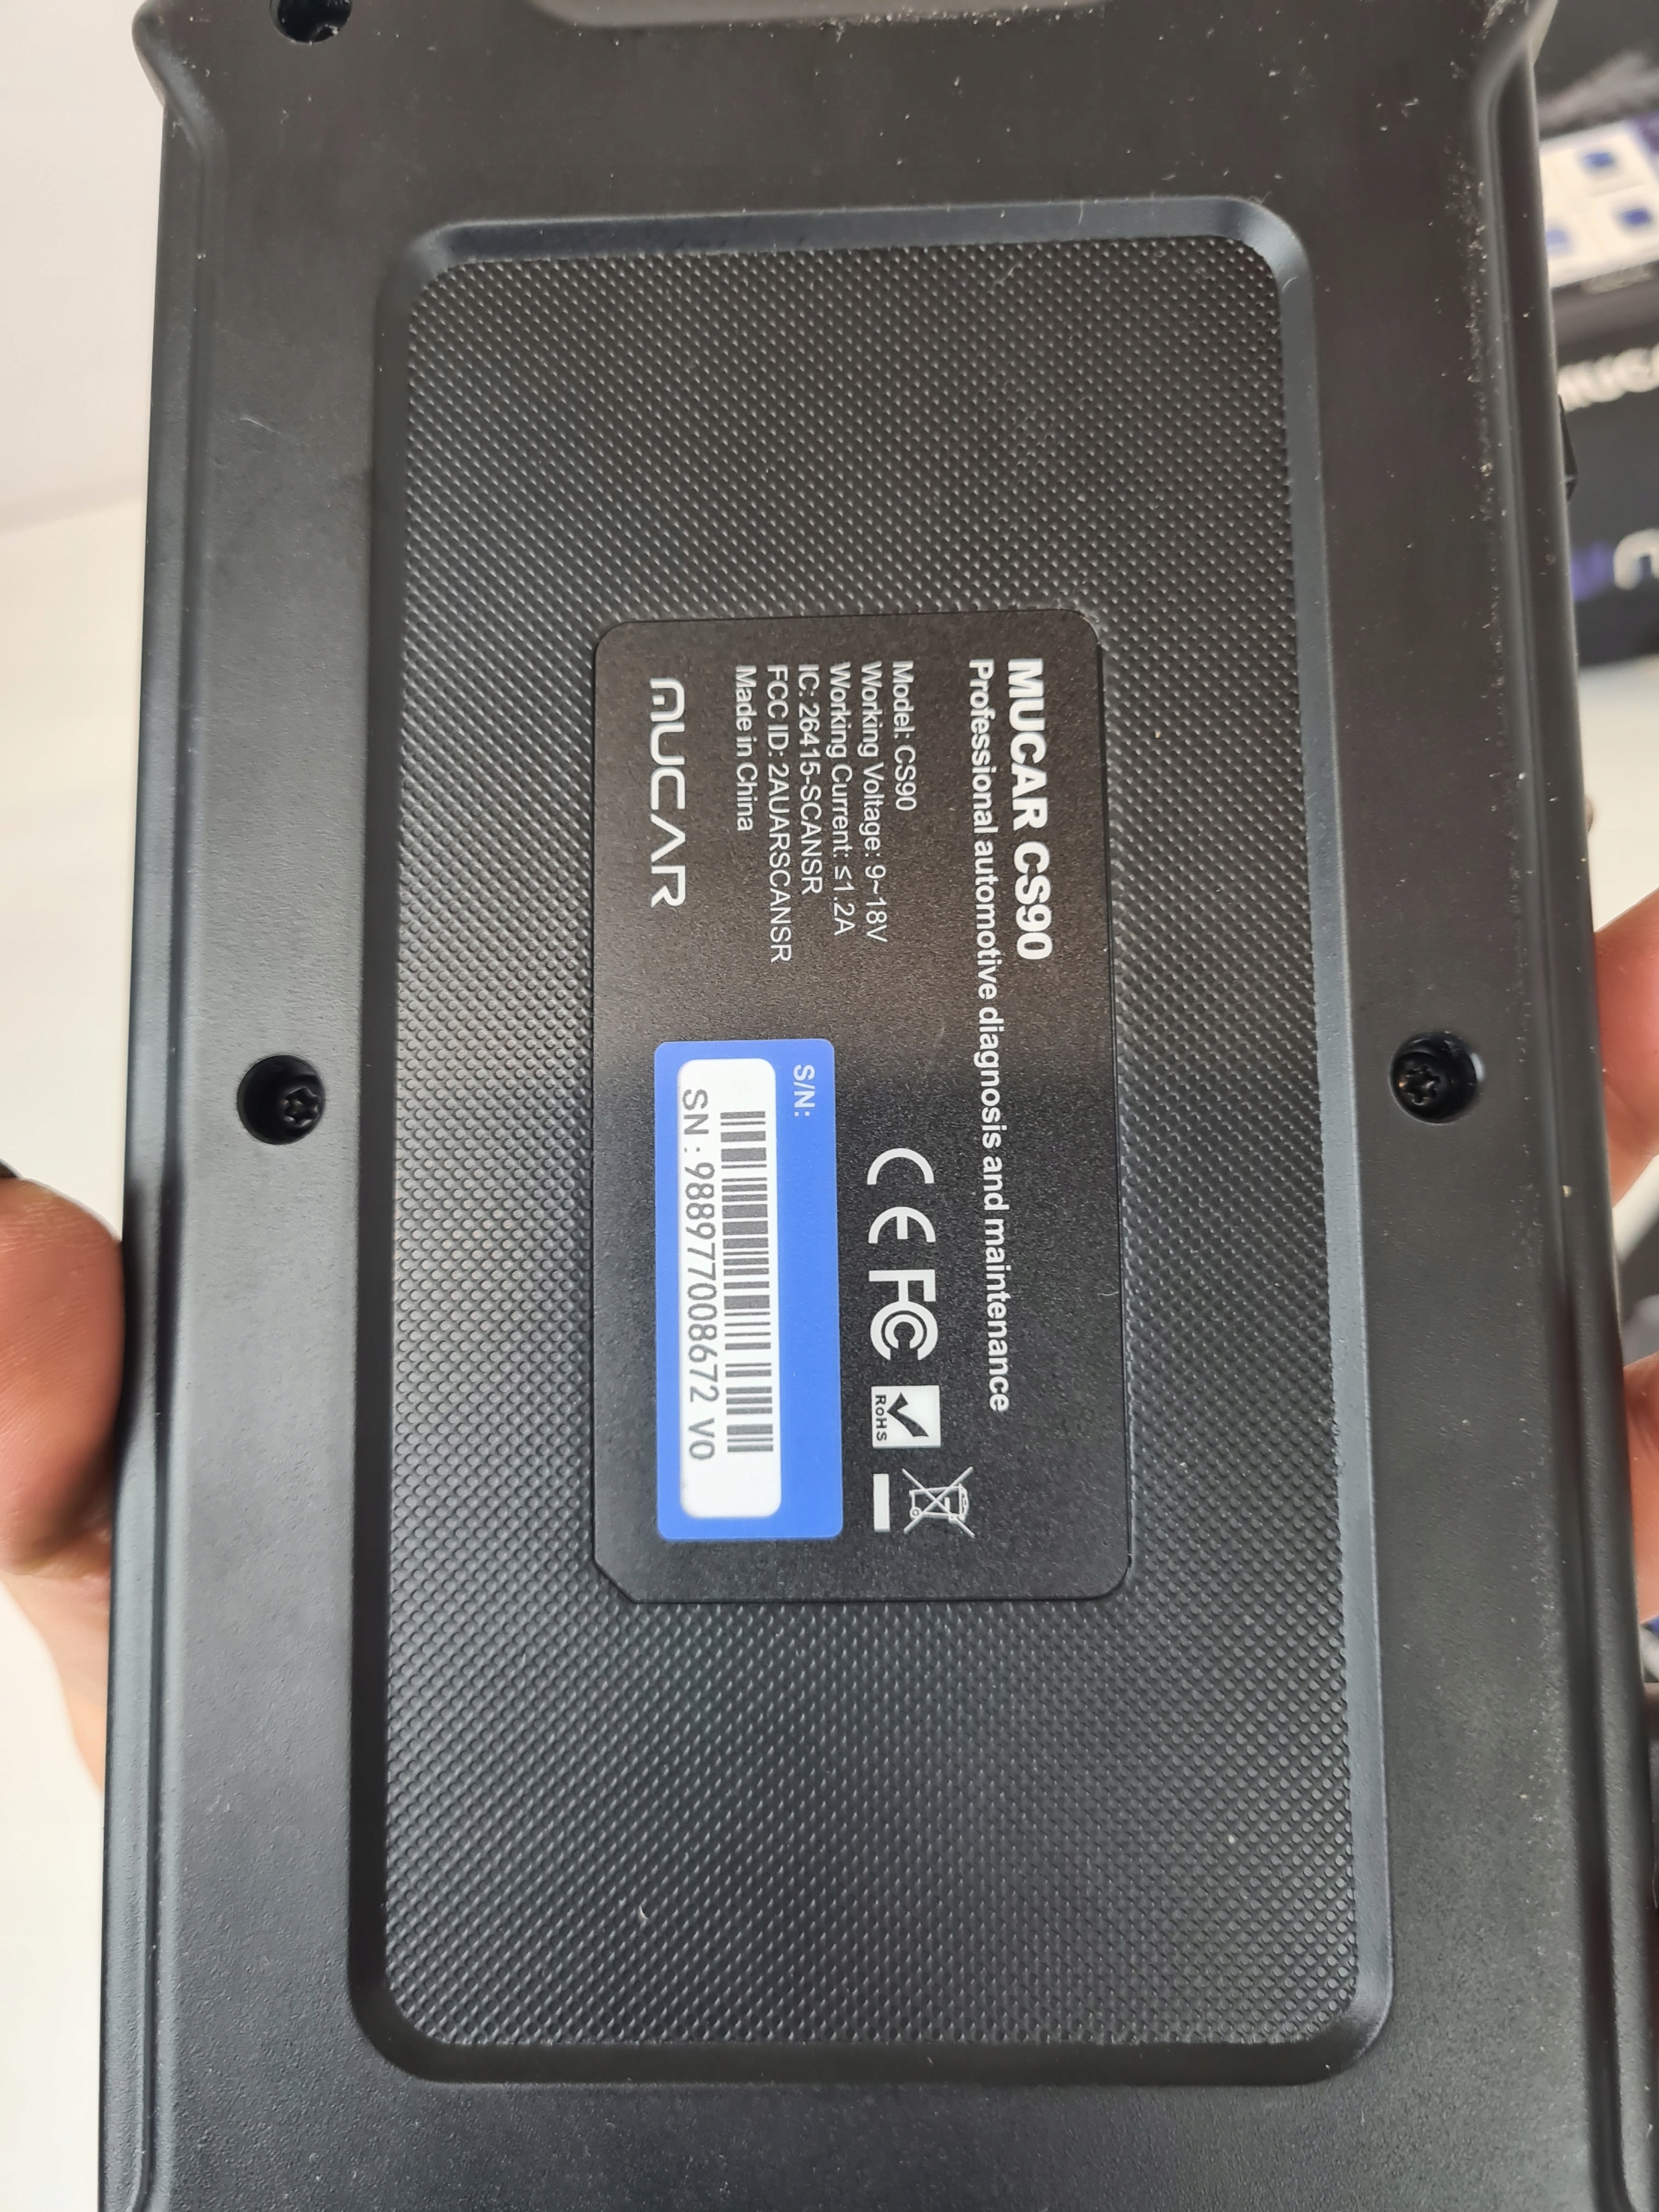 MUCAR CS90
Professional automotive diagnosis and maintenance
Model: CS90
Working Voltage: 9~18V
Working Current: ≤1.2A
IC: 26415-SCANSR
FCC ID: 2AUARSCANSR
Made in China
MUCAR
CE FC RoHS
S/N:
SN : 988977008672 V0